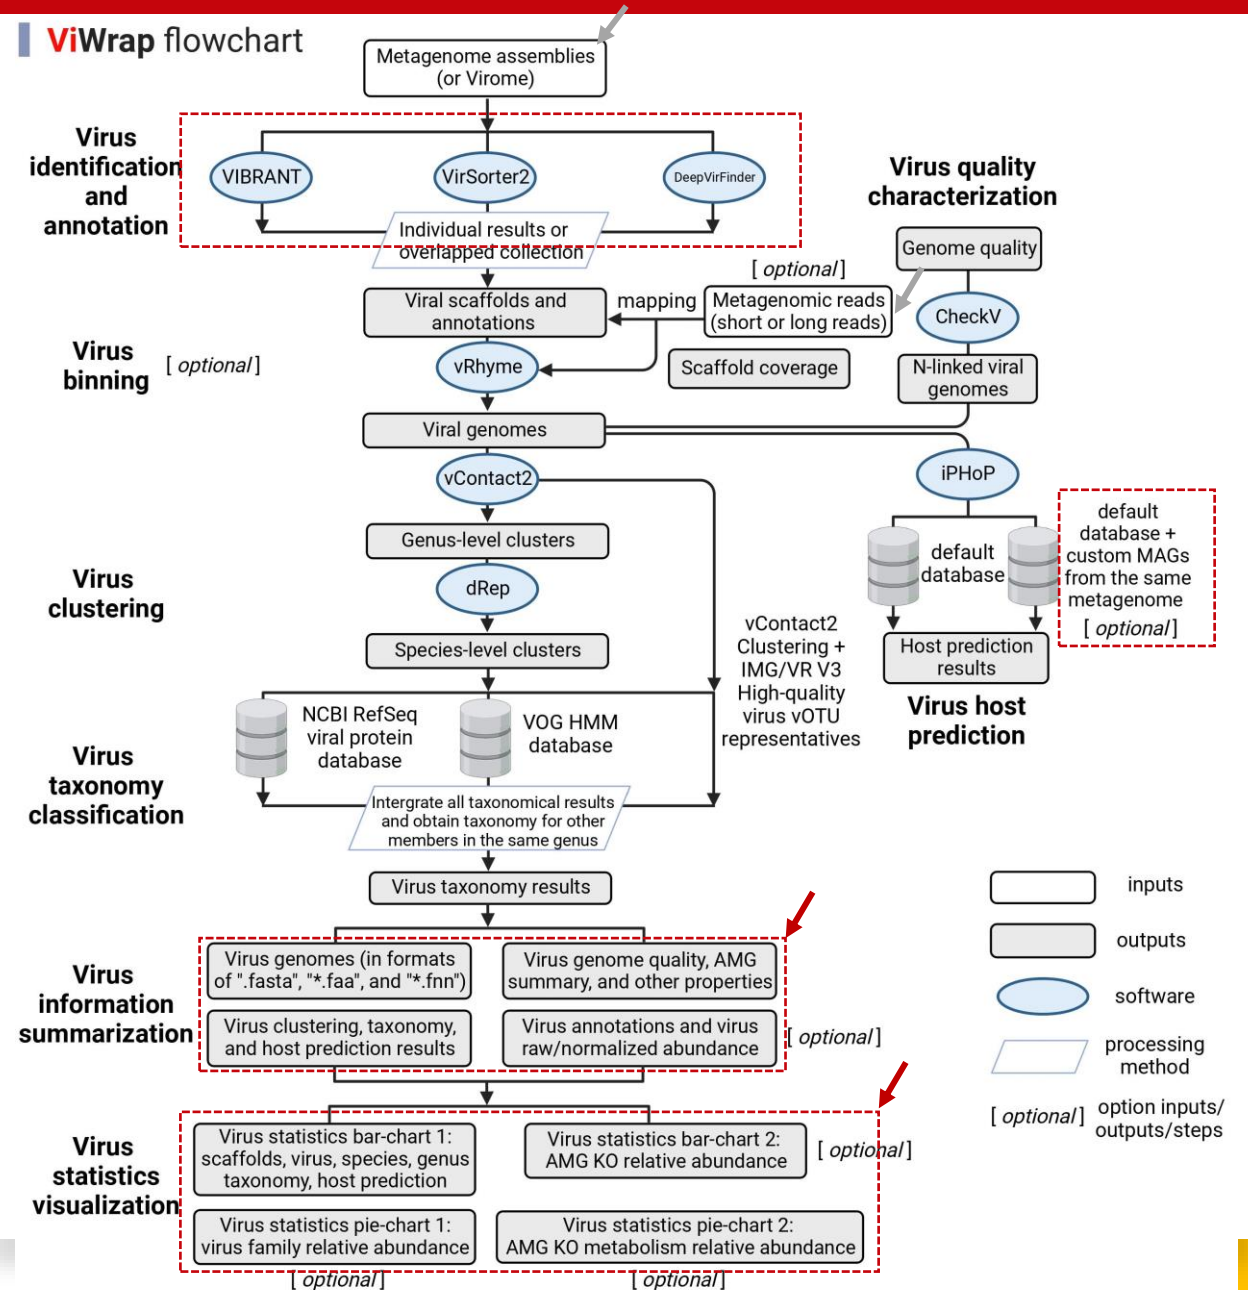 ViWrap flowchart
Metagenome assemblies
(or Virome)
Virus
identification
and
annotation
VIBRANT
VirSorter2
DeepVirFinder
Individual results or
overlapped collection
Virus quality
characterization
Genome quality
CheckV
N-linked viral
genomes
[ optional ]
Metagenomic reads
(short or long reads)
mapping
Viral scaffolds and
annotations
Virus
binning
[ optional ]
vRhyme
Scaffold coverage
Viral genomes
vContact2
iPHoP
Genus-level clusters
default
database
default
database +
custom MAGs
from the same
metagenome
[ optional ]
Virus
clustering
dRep
Species-level clusters
Host prediction
results
Virus host
prediction
vContact2
Clustering +
IMG/VR V3
High-quality
virus vOTU
representatives
Virus
taxonomy
classification
NCBI RefSeq
viral protein
database
VOG HMM
database
Intergrate all taxonomical results
and obtain taxonomy for other
members in the same genus
Virus taxonomy results
Virus
information
summarization
Virus genomes (in formats
of ".fasta", "*.faa", and "*.fnn")
Virus genome quality, AMG
summary, and other properties
Virus clustering, taxonomy,
and host prediction results
Virus annotations and virus
raw/normalized abundance
[ optional ]
Virus
statistics
visualization
Virus statistics bar-chart 1:
scaffolds, virus, species, genus
taxonomy, host prediction
Virus statistics bar-chart 2:
AMG KO relative abundance
[ optional ]
Virus statistics pie-chart 1:
virus family relative abundance
[ optional ]
Virus statistics pie-chart 2:
AMG KO metabolism relative abundance
[ optional ]
inputs
outputs
software
processing
method
[ optional ]
option inputs/
outputs/steps